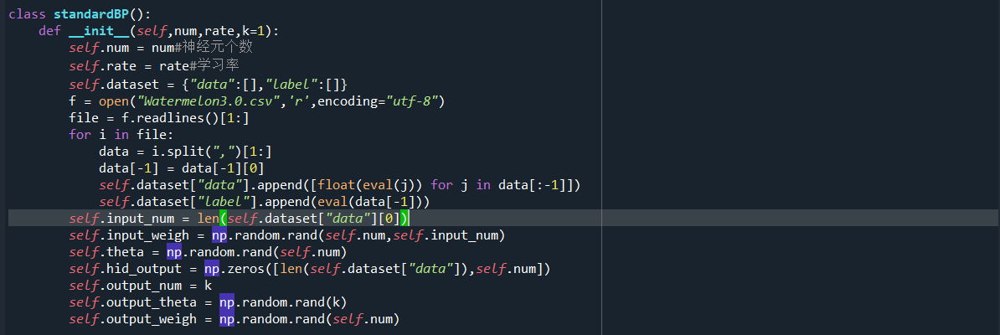 class standardBP():
    def __init__(self,num,rate,k=1):
        self.num = num#神经元个数
        self.rate = rate#学习率
        self.dataset = {"data":[],"label":[]}
        f = open("Watermelon3.0.csv",'r',encoding="utf-8")
        file = f.readlines()[1:]
        for i in file:
            data = i.split(",")[1:]
            data[-1] = data[-1][0]
            self.dataset["data"].append([float(eval(j)) for j in data[:-1]])
            self.dataset["label"].append(eval(data[-1]))
        self.input_num = len(self.dataset["data"][0])
        self.input_weigh = np.random.rand(self.num,self.input_num)
        self.theta = np.random.rand(self.num)
        self.hid_output = np.zeros([len(self.dataset["data"]),self.num])
        self.output_num = k
        self.output_theta = np.random.rand(k)
        self.output_weigh = np.random.rand(self.num)